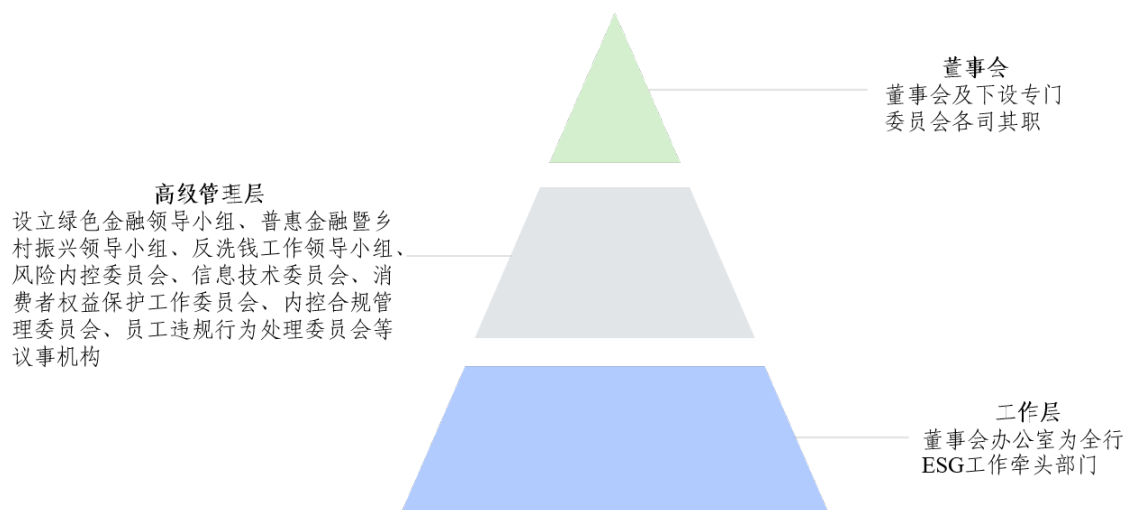 董事会
董事会及下设专门
委员会各司其职
高级管理层
设立绿色金融领导小组、普惠金融暨乡
村振兴领导小组、反洗钱工作领导小组、
风险内控委员会、信息技术委员会、消
费者权益保护工作委员会、内控合规管
理委员会、员工违规行为处理委员会等
议事机构
工作层
董事会办公室为全行
ESG工作牵头部门